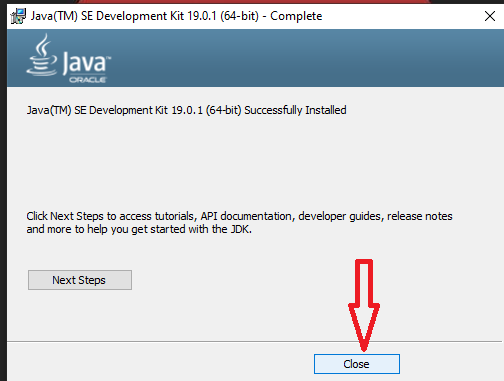 Java(TM) SE Development Kit 19.0.1 (64-bit) - Complete
Java™
ORACLE
Java(TM) SE Development Kit 19.0.1 (64-bit) Successfully Installed
Click Next Steps to access tutorials, API documentation, developer guides, release notes
and more to help you get started with the JDK.
Next Steps
Close